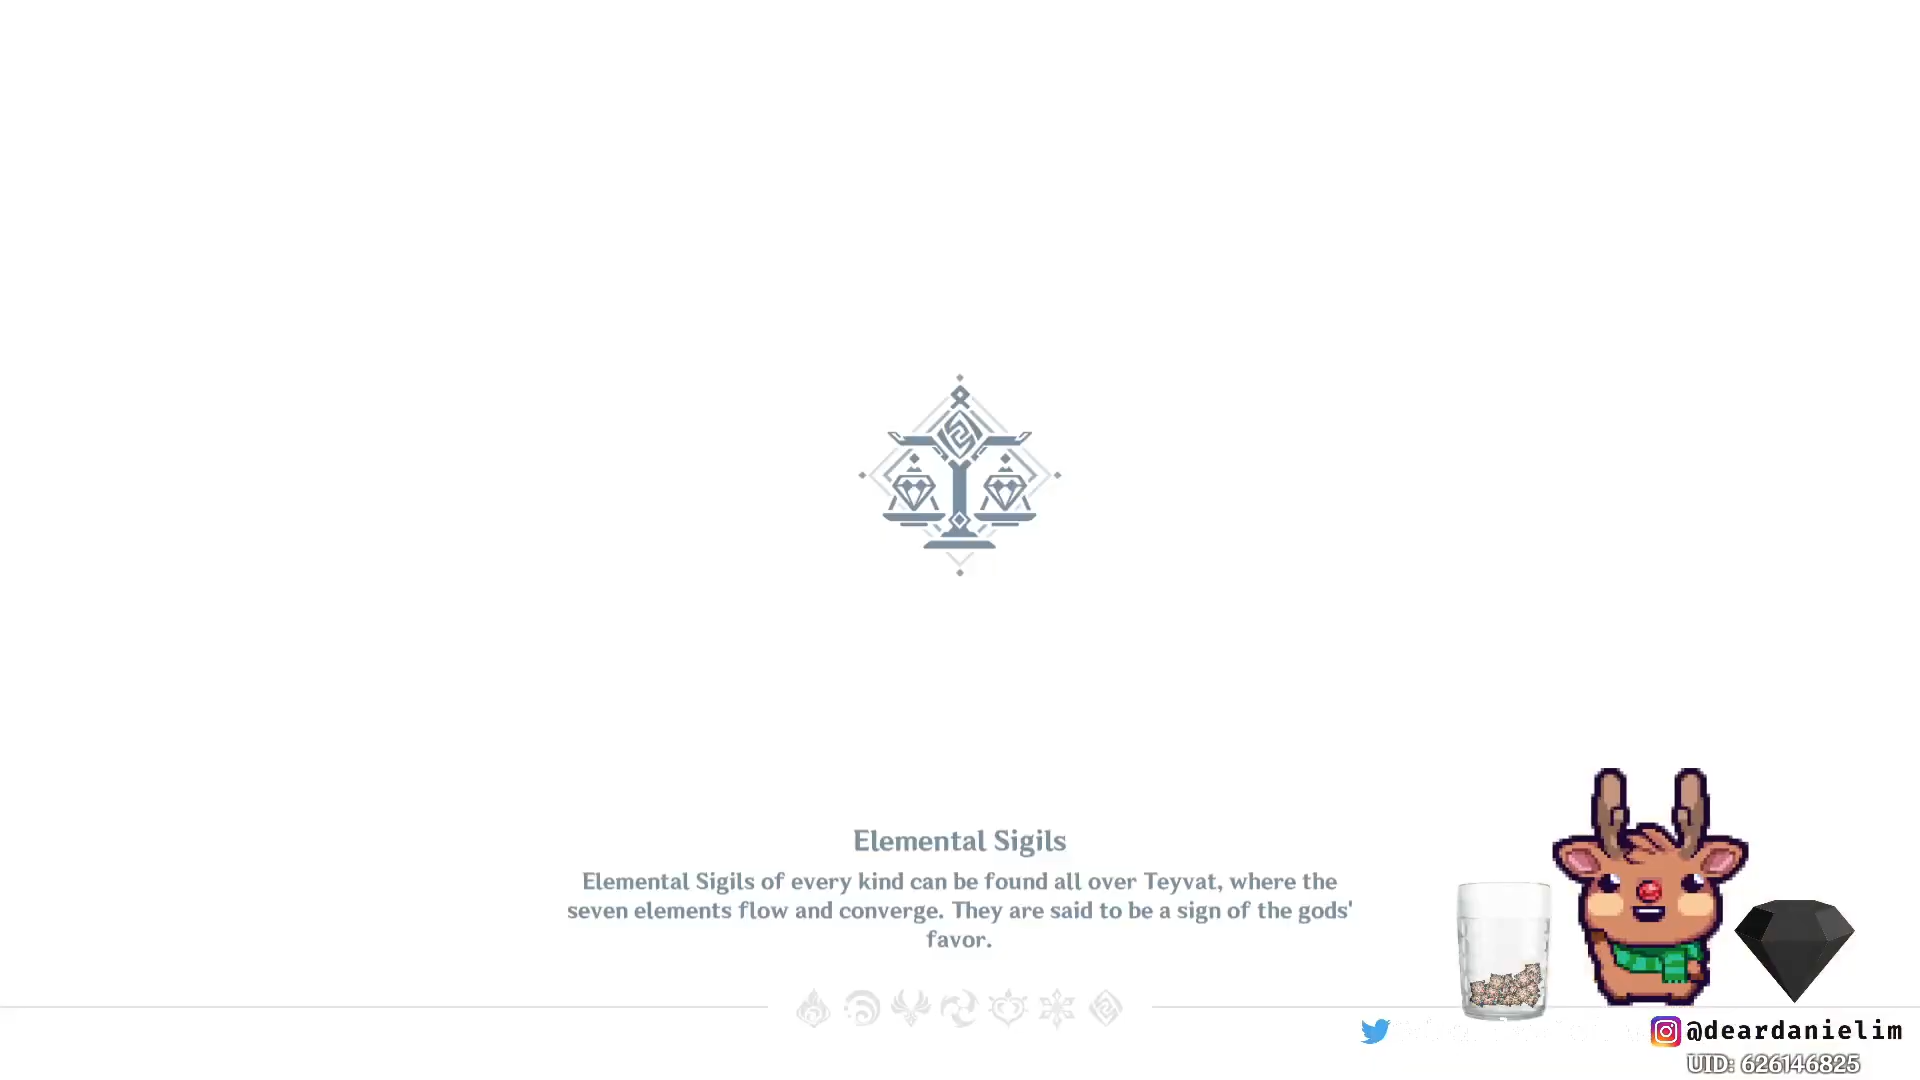 Elemental Sigils
Elemental Sigils of every kind can be found all over Teyvat, where the
seven elements flow and converge. They are said to be a sign of the gods'
favor.
@deardanielim
UID: 626146825